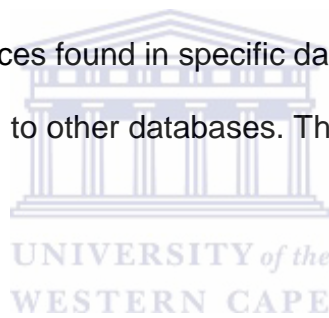 ces found in specific da
to other databases. Th
UNIVERSITY of the
WESTERN CAPE